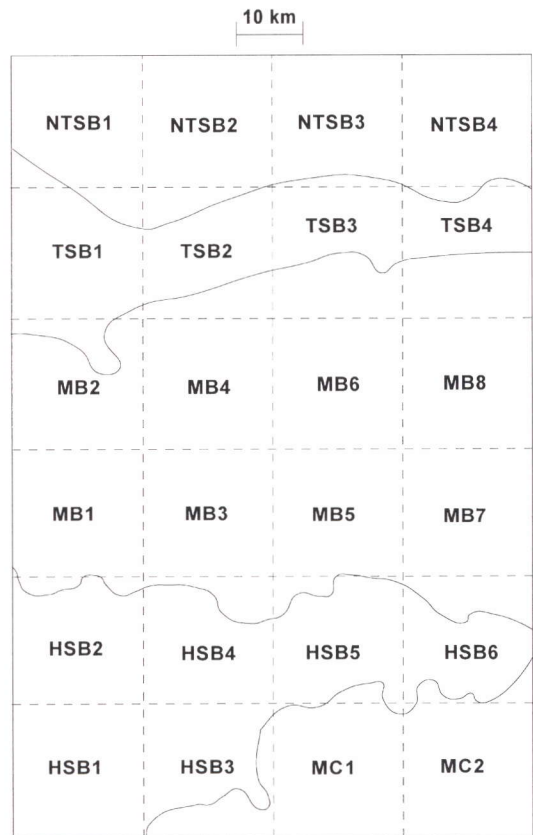 10 km
NTSB1 NTSB2 NTSB3 NTSB4
TSB1 TSB2 TSB3 TSB4
MB2 MB4 MB6 MB8
MB1 MB3 MB5 MB7
HSB2 HSB4 HSB5 HSB6
HSB1 HSB3 MC1 MC2